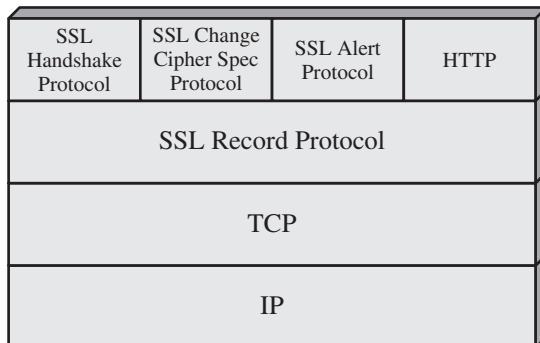 SSL
Handshake
Protocol
SSL Change
Cipher Spec
Protocol
SSL Alert
Protocol
HTTP
SSL Record Protocol
TCP
IP